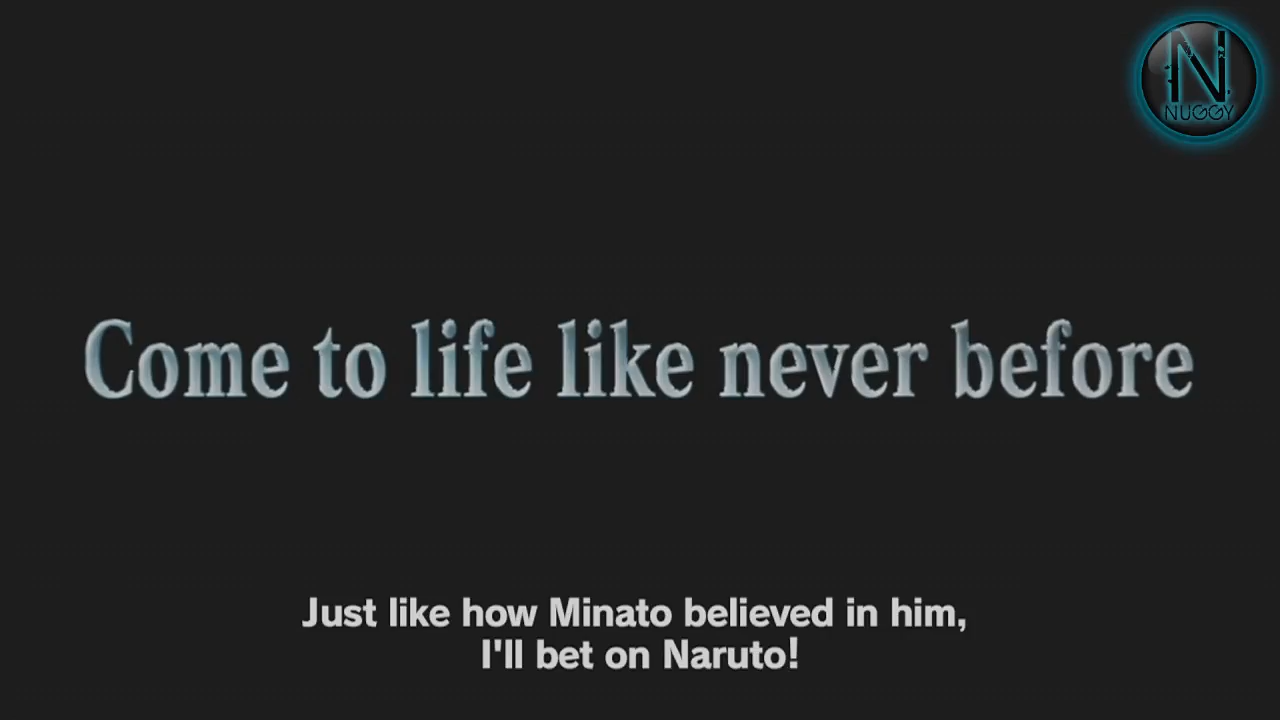 N
NUGGY
Come to life like never before
Just like how Minato believed in him,
I'll bet on Naruto!